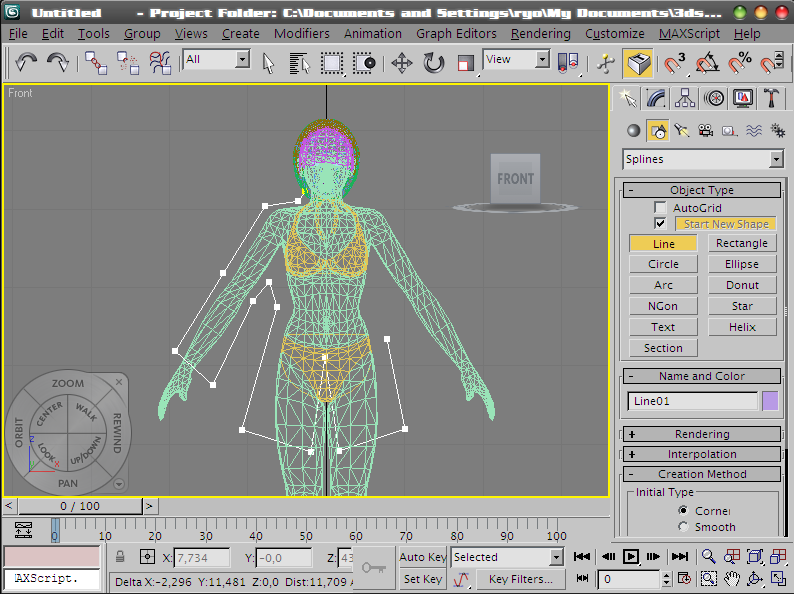 Untitled - Project Folder: C:\Documents and Settings\ryo\My Documents\3ds...
File Edit Tools Group Views Create Modifiers Animation Graph Editors Rendering Customize MAXScript Help
All View 3 %
Front
FRONT
Splines
- Object Type
AutoGrid
Start New Shape
Line Rectangle
Circle Ellipse
Arc Donut
NGon Star
Text Helix
Section
- Name and Color
Line01
+ Rendering
+ Interpolation
- Creation Method
Initial Type
Corner
Smooth
ZOOM
CENTER WALK
ORBIT REWIND
LOOK UP/DOWN
PAN
Z
X
< 0 / 100 >
0 10 20 30 40 50 60 70 80 90 100
X: 7,734 Y: -0,0 Z: 43 Auto Key Selected
AXScript. Delta X:-2,296 Y:11,481 Z:0,0 Dist:11,709 Set Key Key Filters... 0